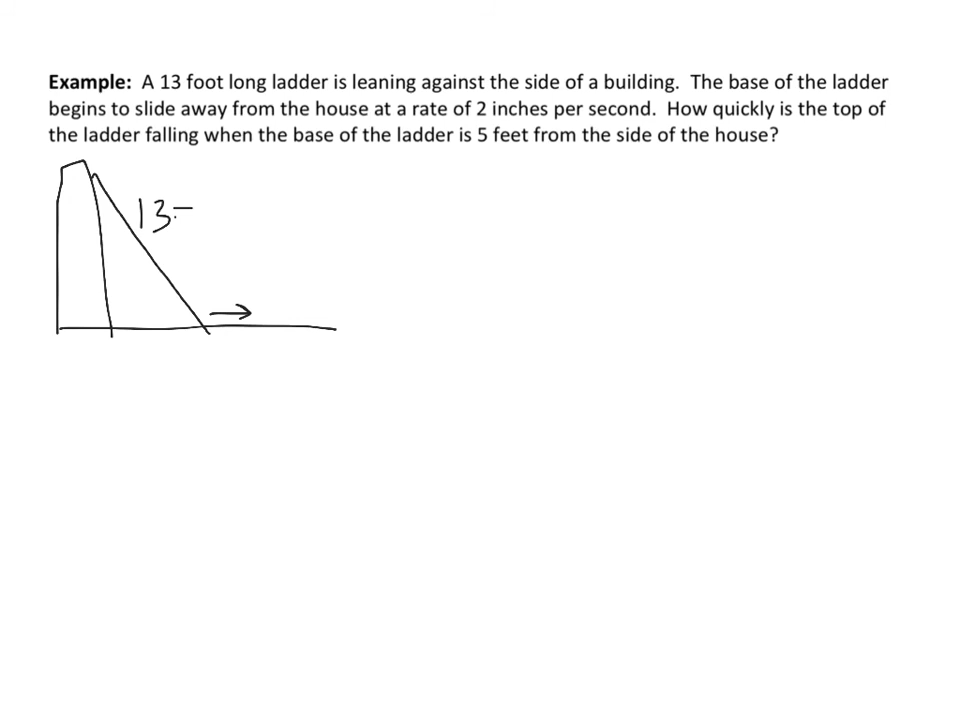 Example: A 13 foot long ladder is leaning against the side of a building. The base of the ladder
begins to slide away from the house at a rate of 2 inches per second. How quickly is the top of
the ladder falling when the base of the ladder is 5 feet from the side of the house?
13